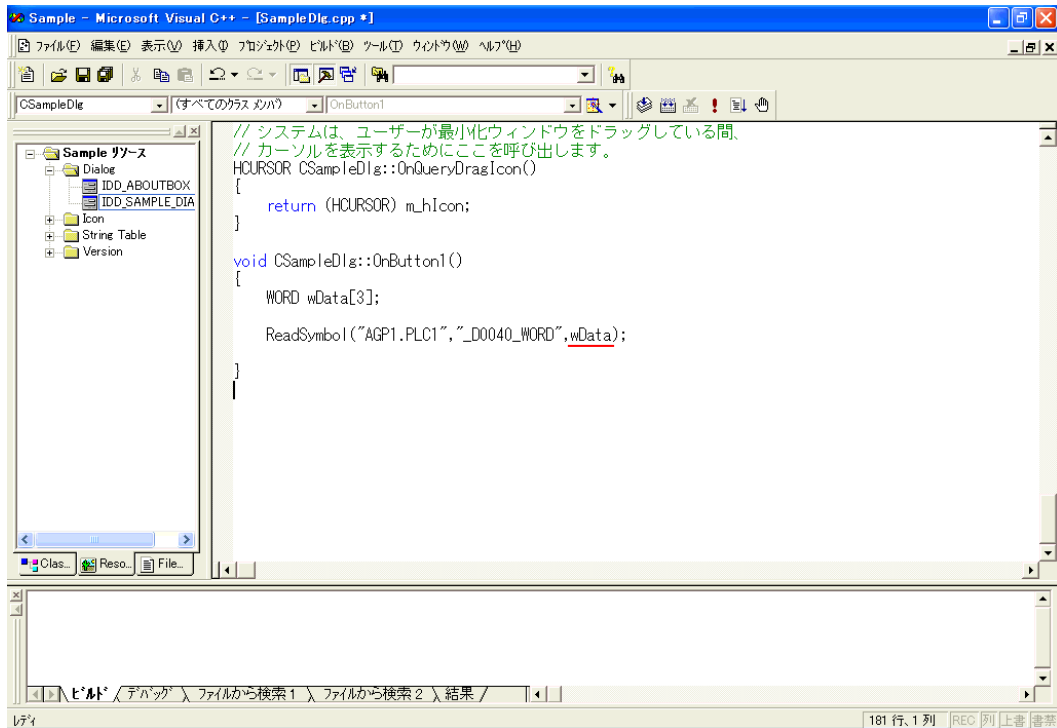 Sample - Microsoft Visual C++ - [SampleDlg.cpp *]
ファイル(F) 編集(E) 表示(V) 挿入(I) プロジェクト(P) ビルド(B) ツール(T) ウィンドウ(W) ヘルプ(H)
CSampleDlg (すべてのクラス メンバ) OnButton1
Sample リソース
Dialog
IDD_ABOUTBOX
IDD_SAMPLE_DIA
Icon
String Table
Version
Clas... Reso... File...
// システムは、ユーザーが最小化ウィンドウをドラッグしている間、
// カーソルを表示するためにここを呼び出します。
HCURSOR CSampleDlg::OnQueryDragIcon()
{
return (HCURSOR) m_hIcon;
}
void CSampleDlg::OnButton1()
{
WORD wData[3];
ReadSymbol("AGP1.PLC1","_D0040_WORD",wData);
}
ビルド デバッグ ファイルから検索1 ファイルから検索2 結果
レディ 181 行、1 列 REC 列 上書 書禁